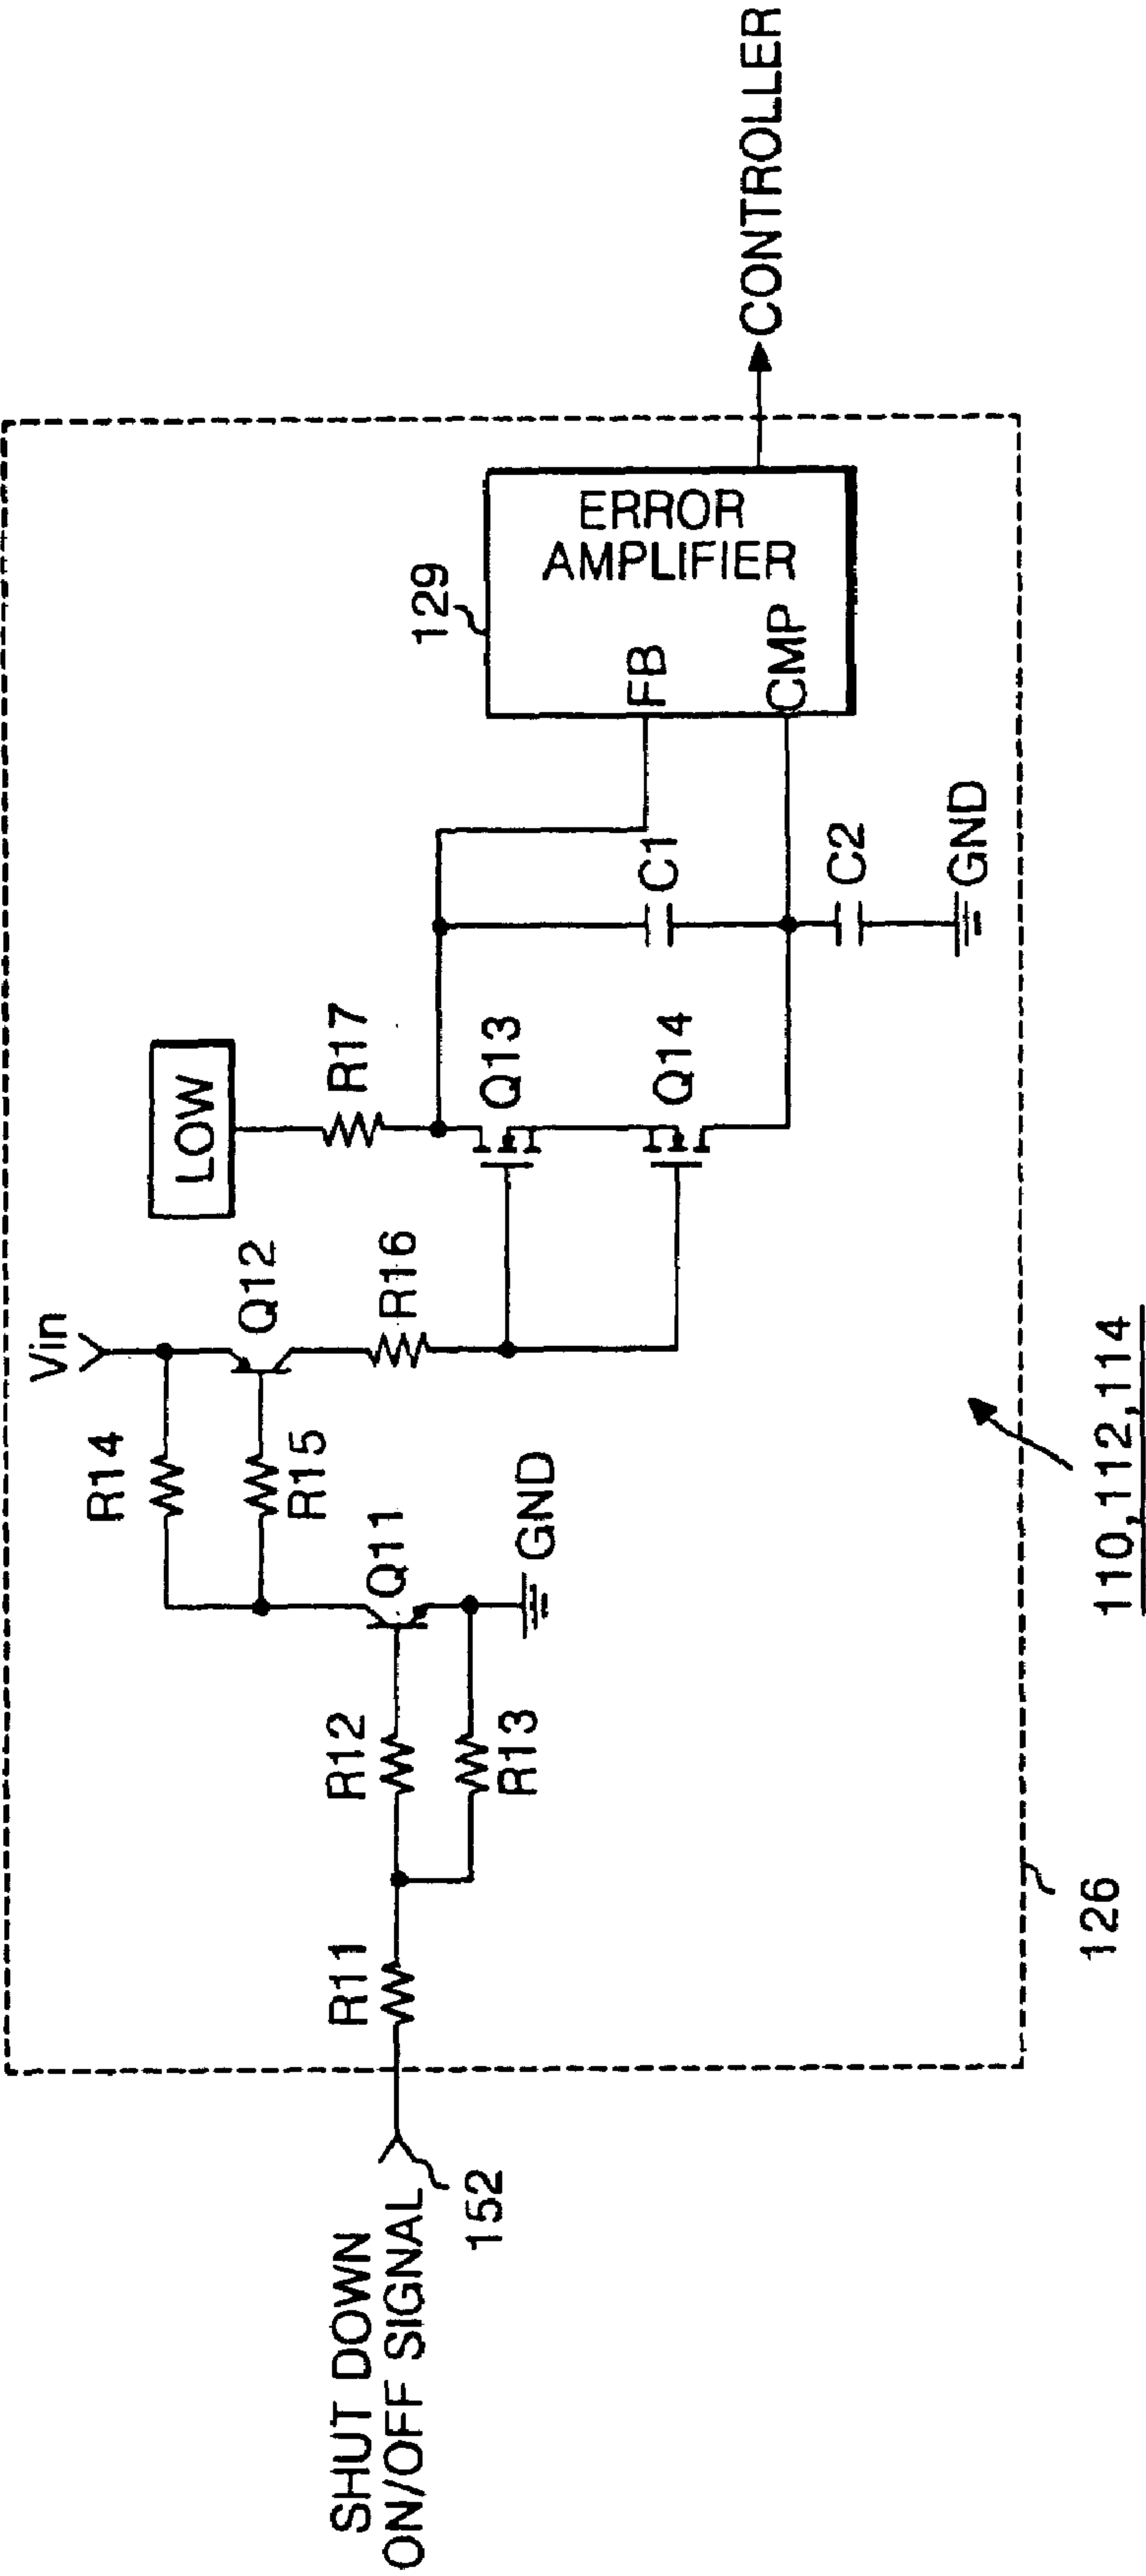 SHUT DOWN
ON/OFF SIGNAL
152
R11
R12
R13
Q11
GND
R14
R15
Vin
Q12
R16
LOW
R17
Q13
Q14
C1
C2
GND
129
FB
CMP
ERROR
AMPLIFIER
CONTROLLER
126
110,112,114